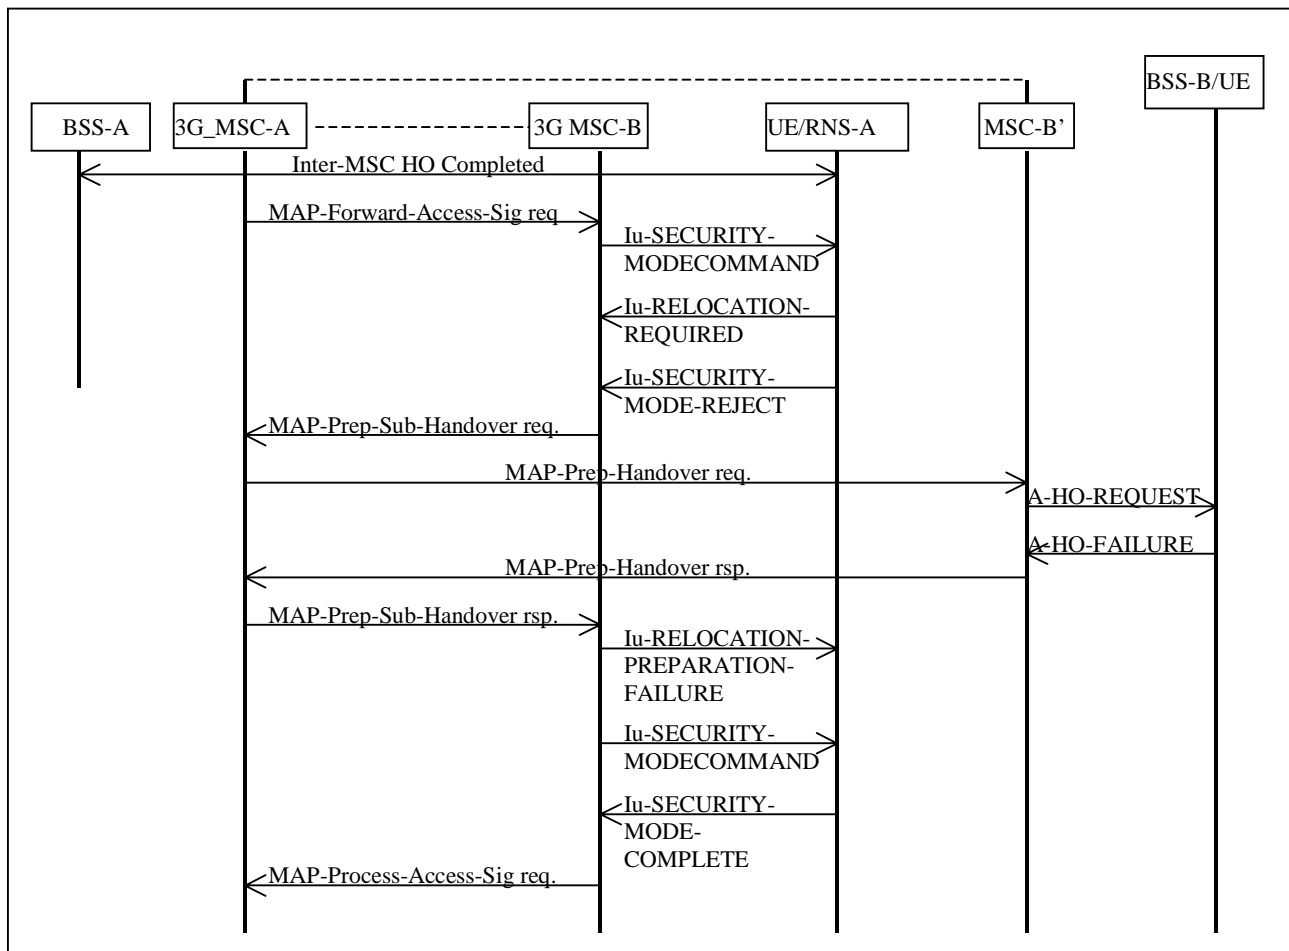 BSS-B/UE
BSS-A
3G_MSC-A
3G MSC-B
UE/RNS-A
MSC-B’
Inter-MSC HO Completed
MAP-Forward-Access-Sig req
Iu-SECURITY-
MODECOMMAND
Iu-RELOCATION-
REQUIRED
Iu-SECURITY-
MODE-REJECT
MAP-Prep-Sub-Handover req.
MAP-Prep-Handover req.
A-HO-REQUEST
A-HO-FAILURE
MAP-Prep-Handover rsp.
MAP-Prep-Sub-Handover rsp.
Iu-RELOCATION-
PREPARATION-
FAILURE
Iu-SECURITY-
MODECOMMAND
Iu-SECURITY-
MODE-
COMPLETE
MAP-Process-Access-Sig req.